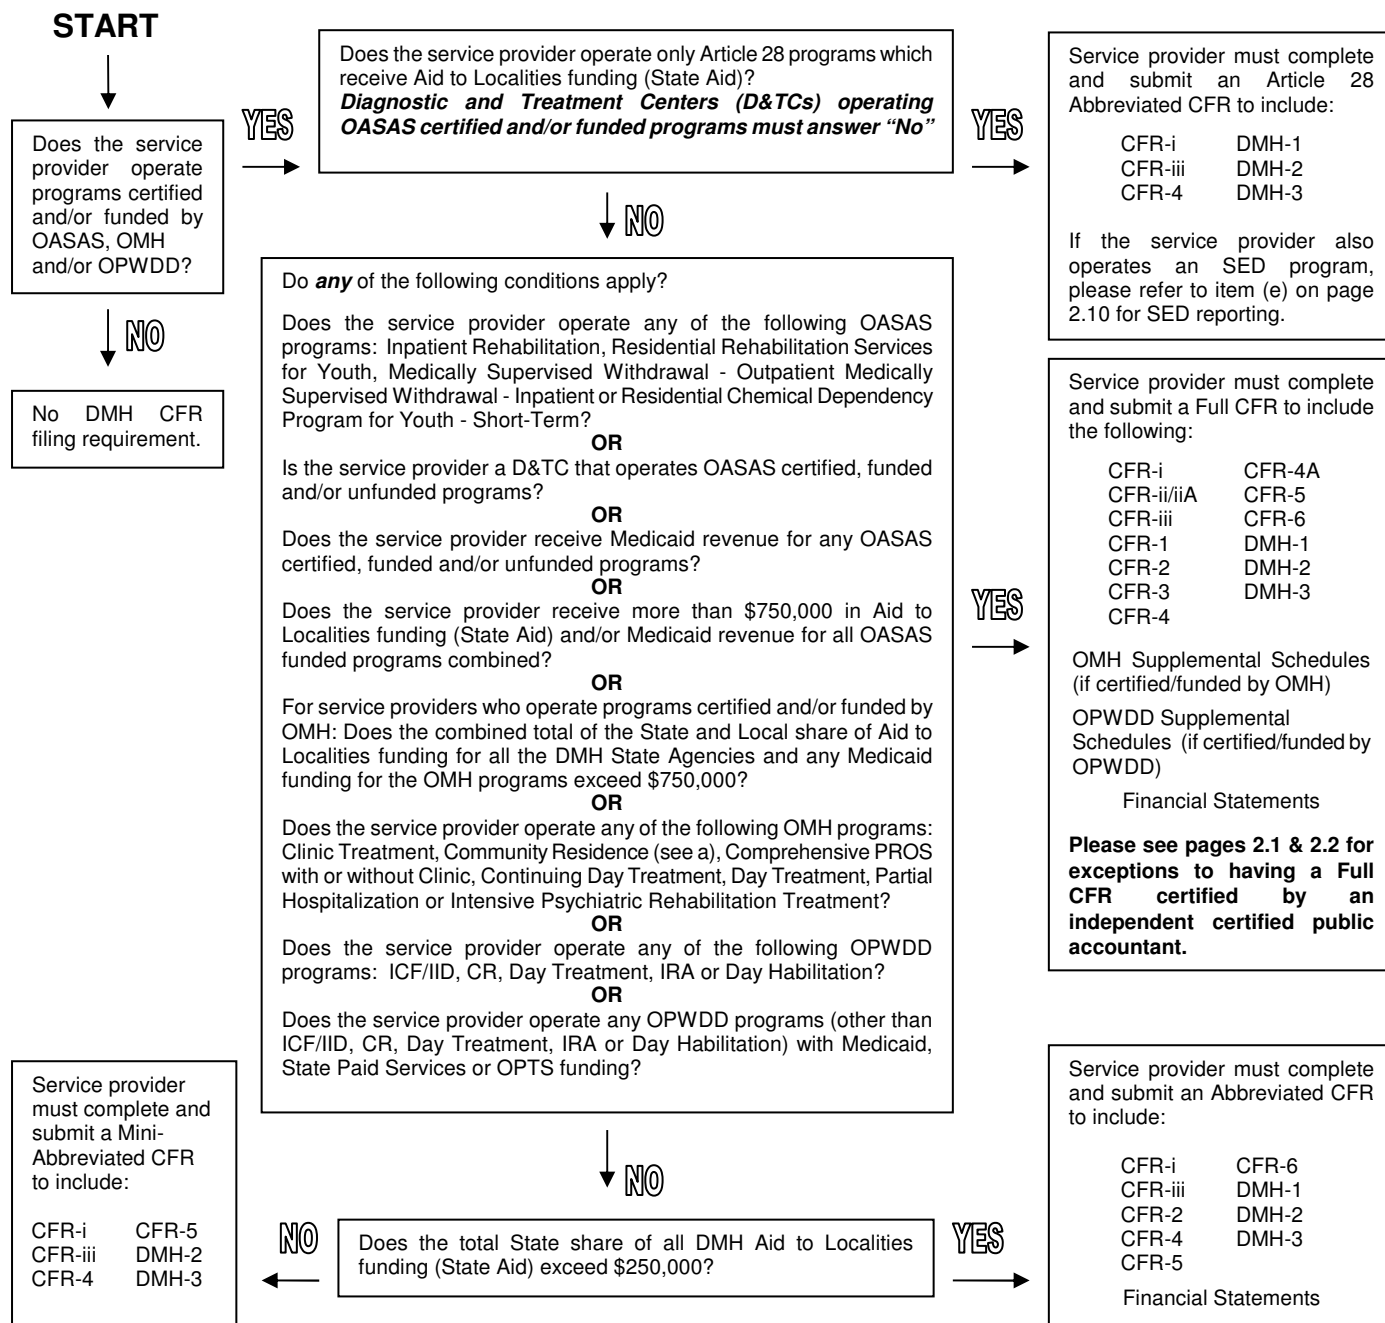 START
Does the service
provider operate
programs certified
and/or funded by
OASAS, OMH
and/or OPWDD?
YES
Does the service provider operate only Article 28 programs which
receive Aid to Localities funding (State Aid)?
Diagnostic and Treatment Centers (D&TCs) operating
OASAS certified and/or funded programs must answer “No”
YES
Service provider must complete
and submit an Article 28
Abbreviated CFR to include:
CFR-i DMH-1
CFR-iii DMH-2
CFR-4 DMH-3
If the service provider also
operates an SED program,
please refer to item (e) on page
2.10 for SED reporting.
NO
No DMH CFR
filing requirement.
NO
Do any of the following conditions apply?
Does the service provider operate any of the following OASAS
programs: Inpatient Rehabilitation, Residential Rehabilitation Services
for Youth, Medically Supervised Withdrawal - Outpatient Medically
Supervised Withdrawal - Inpatient or Residential Chemical Dependency
Program for Youth - Short-Term?
OR
Is the service provider a D&TC that operates OASAS certified, funded
and/or unfunded programs?
OR
Does the service provider receive Medicaid revenue for any OASAS
certified, funded and/or unfunded programs?
OR
Does the service provider receive more than $750,000 in Aid to
Localities funding (State Aid) and/or Medicaid revenue for all OASAS
funded programs combined?
OR
For service providers who operate programs certified and/or funded by
OMH: Does the combined total of the State and Local share of Aid to
Localities funding for all the DMH State Agencies and any Medicaid
funding for the OMH programs exceed $750,000?
OR
Does the service provider operate any of the following OMH programs:
Clinic Treatment, Community Residence (see a), Comprehensive PROS
with or without Clinic, Continuing Day Treatment, Day Treatment, Partial
Hospitalization or Intensive Psychiatric Rehabilitation Treatment?
OR
Does the service provider operate any of the following OPWDD
programs: ICF/IID, CR, Day Treatment, IRA or Day Habilitation?
OR
Does the service provider operate any OPWDD programs (other than
ICF/IID, CR, Day Treatment, IRA or Day Habilitation) with Medicaid,
State Paid Services or OPTS funding?
YES
Service provider must complete
and submit a Full CFR to include
the following:
CFR-i CFR-4A
CFR-ii/iiA CFR-5
CFR-iii CFR-6
CFR-1 DMH-1
CFR-2 DMH-2
CFR-3 DMH-3
CFR-4
OMH Supplemental Schedules
(if certified/funded by OMH)
OPWDD Supplemental
Schedules (if certified/funded by
OPWDD)
Financial Statements
Please see pages 2.1 & 2.2 for
exceptions to having a Full
CFR certified by an
independent certified public
accountant.
NO
Does the total State share of all DMH Aid to Localities
funding (State Aid) exceed $250,000?
NO
Service provider
must complete and
submit a Mini-
Abbreviated CFR
to include:
CFR-i CFR-5
CFR-iii DMH-2
CFR-4 DMH-3
YES
Service provider must complete
and submit an Abbreviated CFR
to include:
CFR-i CFR-6
CFR-iii DMH-1
CFR-2 DMH-2
CFR-4 DMH-3
CFR-5
Financial Statements